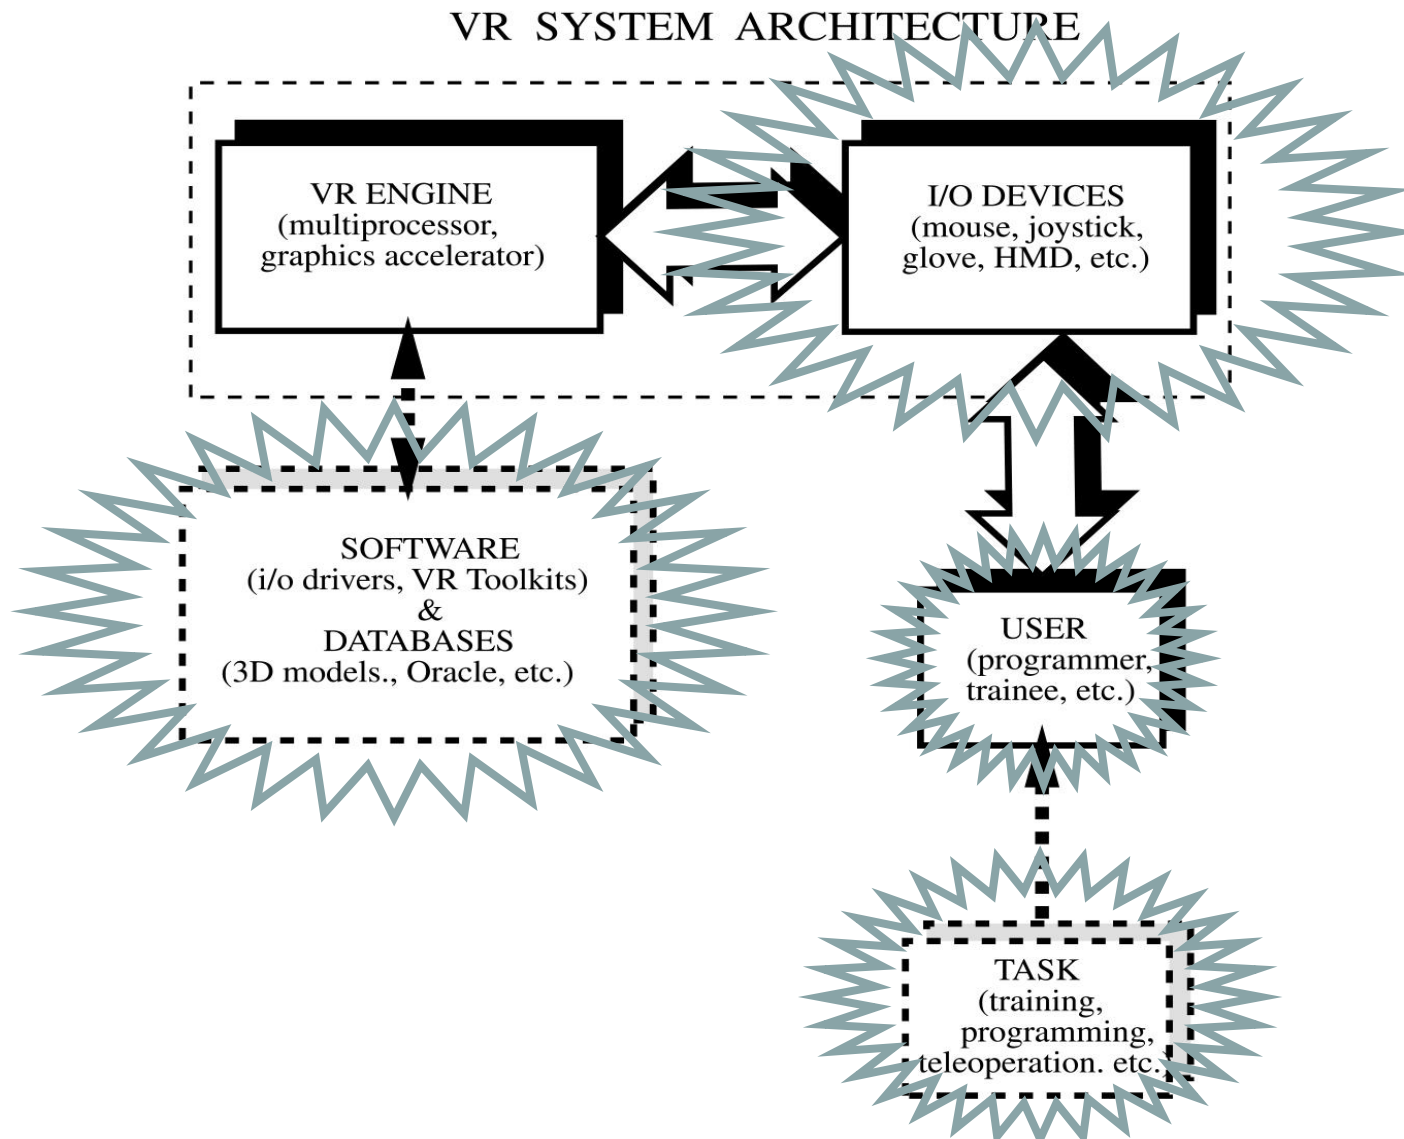 VR SYSTEM ARCHITECTURE
VR ENGINE
(multiprocessor,
graphics accelerator)
I/O DEVICES
(mouse, joystick,
glove, HMD, etc.)
SOFTWARE
(i/o drivers, VR Toolkits)
&
DATABASES
(3D models., Oracle, etc.)
USER
(programmer,
trainee, etc.)
TASK
(training,
programming,
teleoperation. etc.)